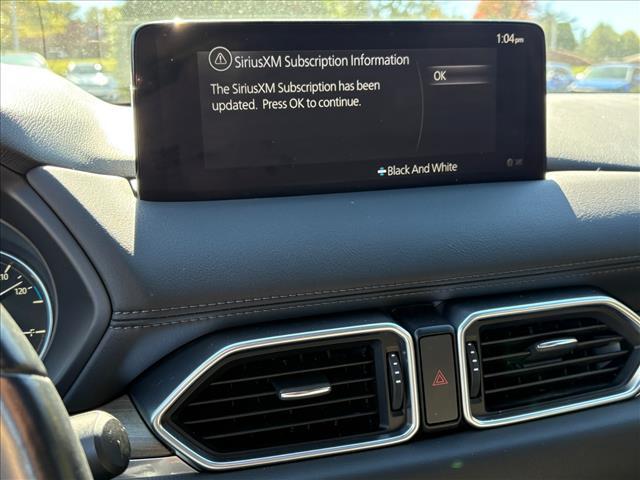 1:04pm
SiriusXM Subscription Information
The SiriusXM Subscription has been
updated. Press OK to continue.
OK
Black And White
120